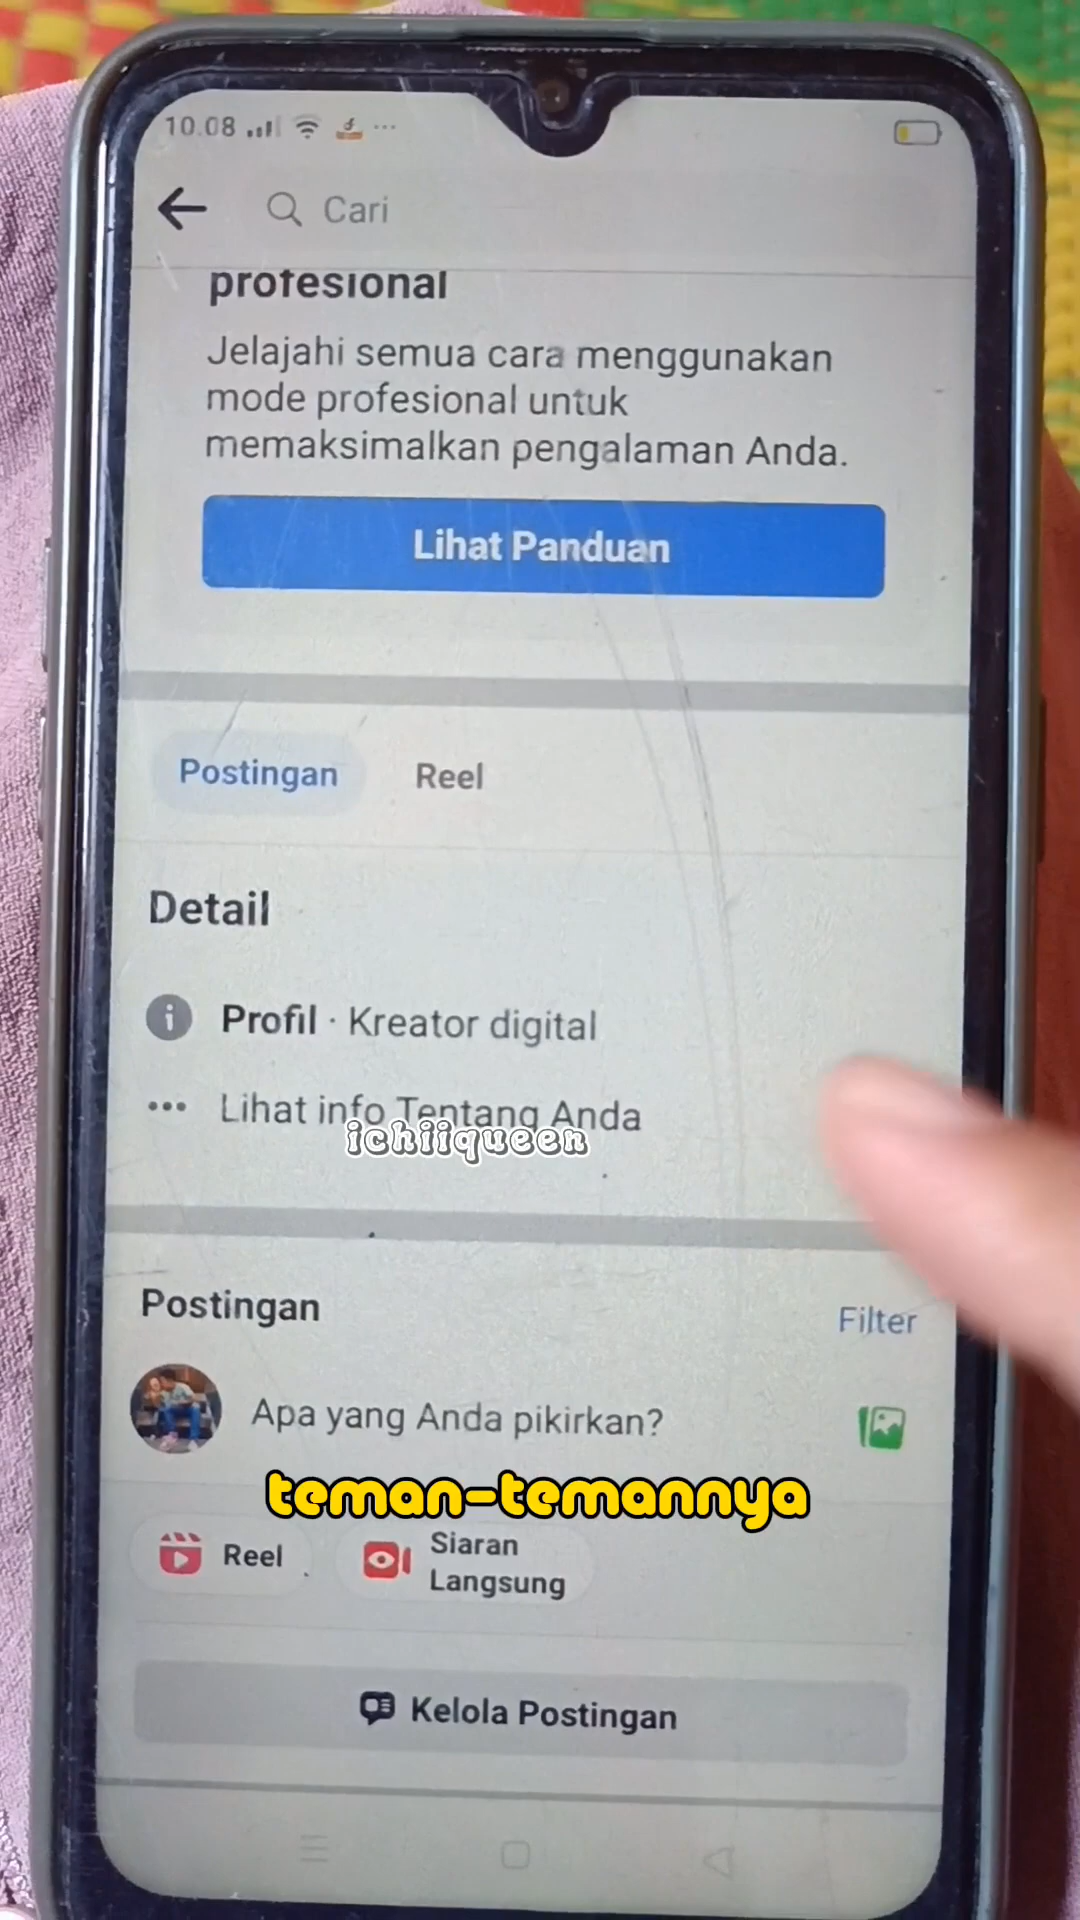 10.08
Cari
profesional
Jelajahi semua cara menggunakan
mode profesional untuk
memaksimalkan pengalaman Anda.
Lihat Panduan
Postingan
Reel
Detail
Profil · Kreator digital
Lihat info Tentang Anda
ichiiqueen
Postingan
Filter
Apa yang Anda pikirkan?
teman-temannya
Reel
Siaran
Langsung
Kelola Postingan